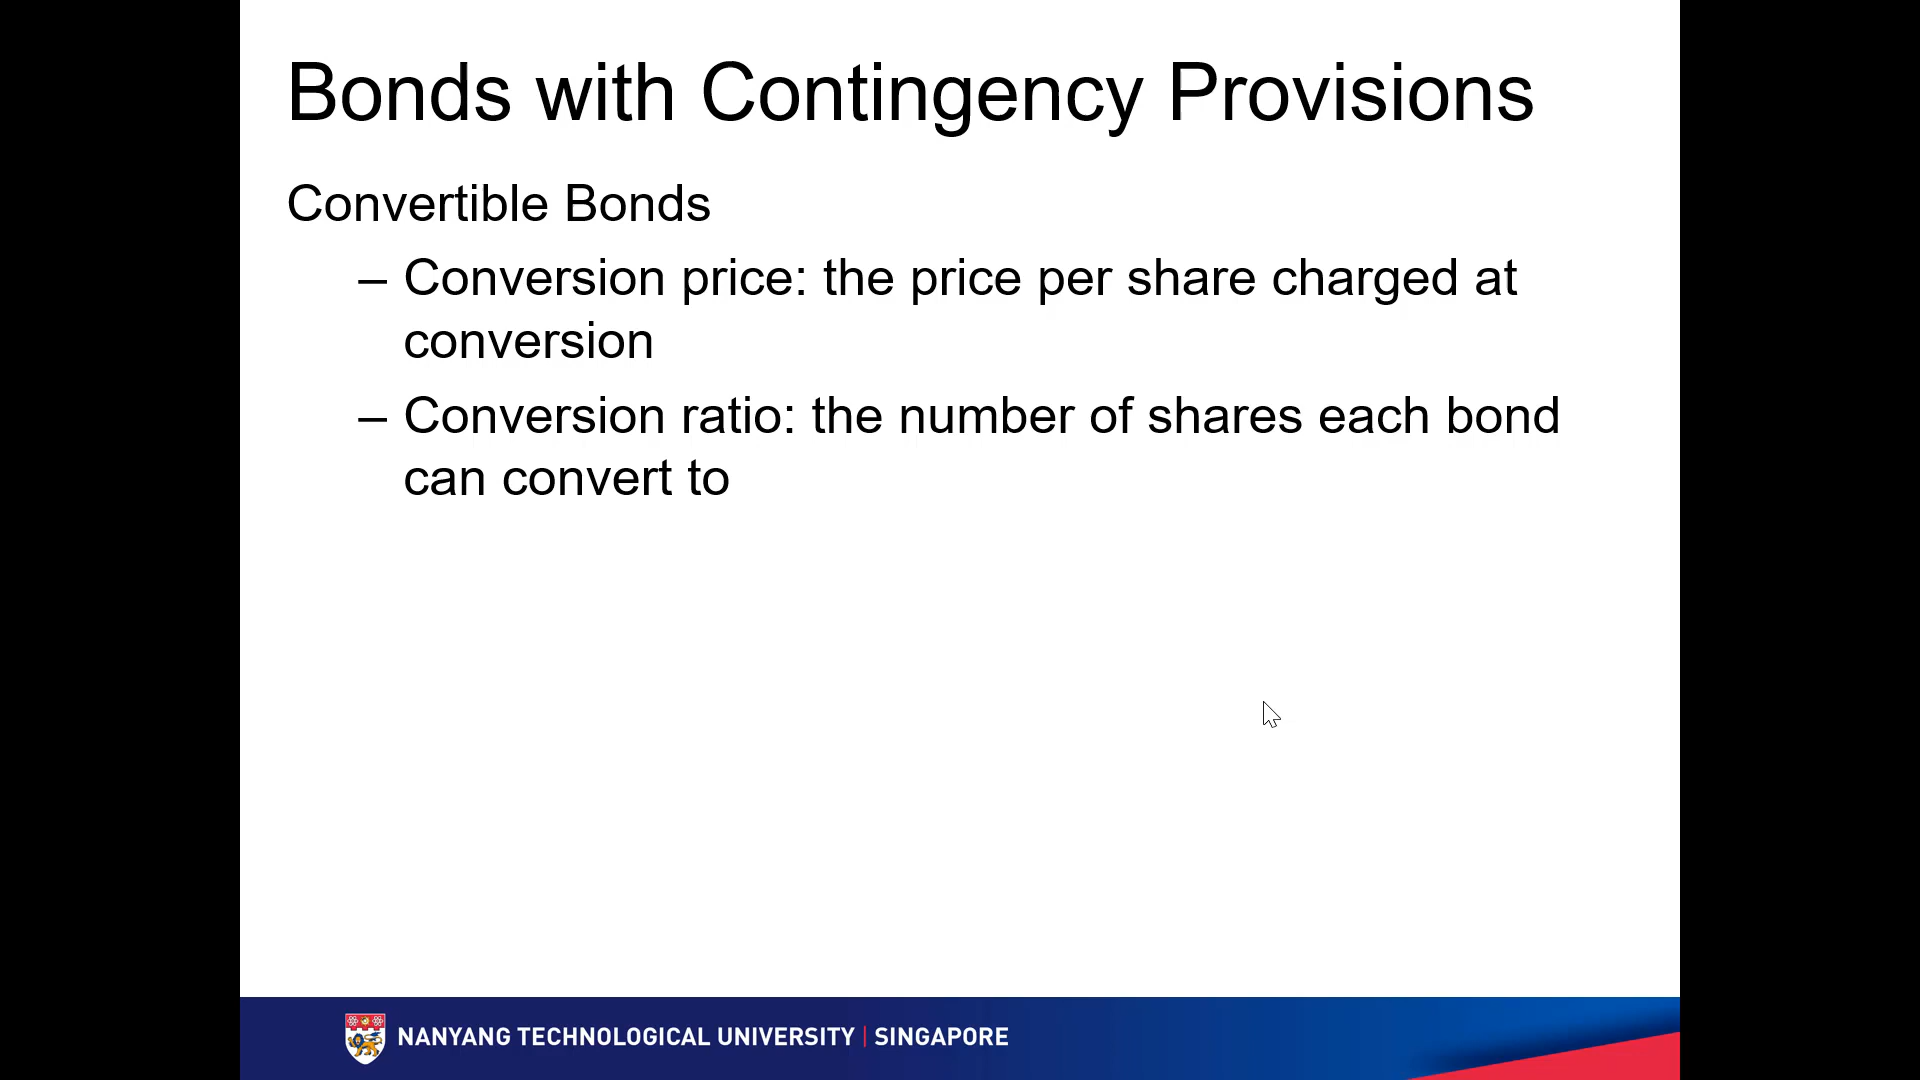 Bonds with Contingency Provisions
Convertible Bonds
– Conversion price: the price per share charged at
conversion
– Conversion ratio: the number of shares each bond
can convert to
NANYANG TECHNOLOGICAL UNIVERSITY | SINGAPORE